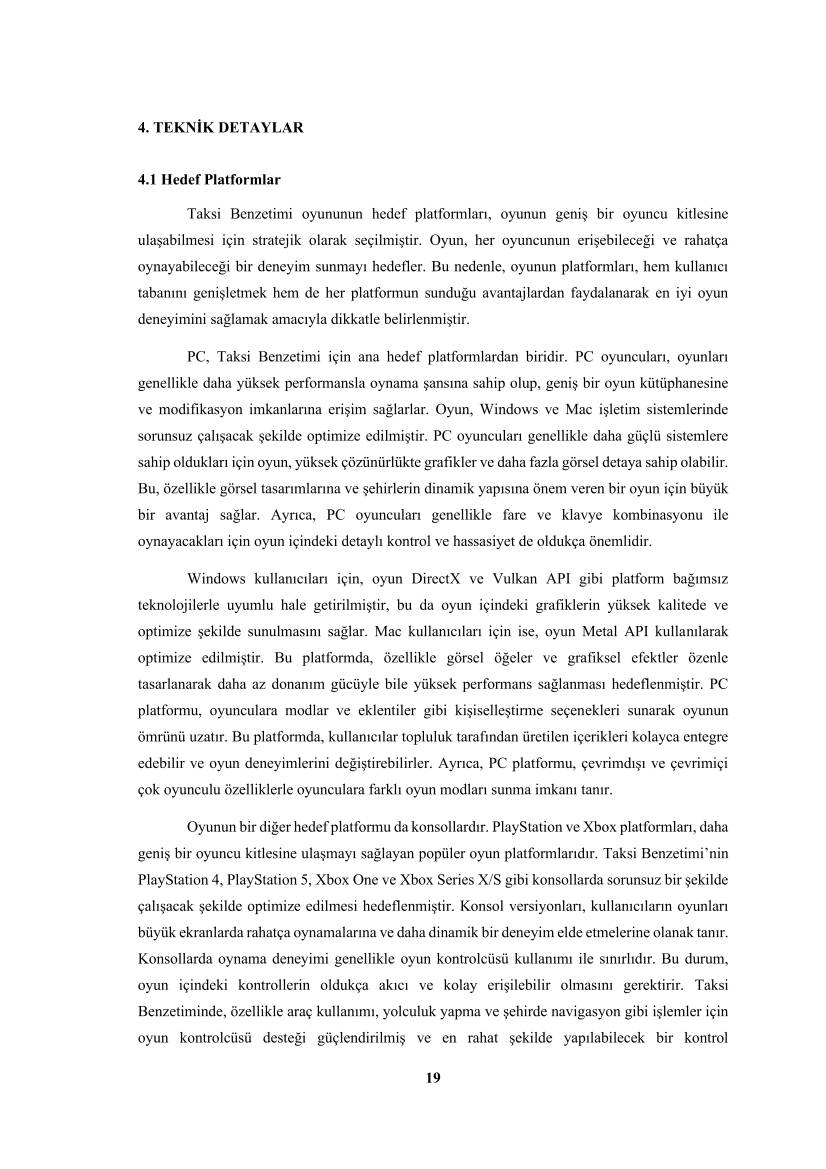 4. TEKNİK DETAYLAR
4.1 Hedef Platformlar
Taksi Benzetimi oyununun hedef platformları, oyunun geniş bir oyuncu kitlesine
ulaşabilmesi için stratejik olarak seçilmiştir. Oyun, her oyuncunun erişebileceği ve rahatça
oynayabileceği bir deneyim sunmayı hedefler. Bu nedenle, oyunun platformları, hem kullanıcı
tabanını genişletmek hem de her platformun sunduğu avantajlardan faydalanarak en iyi oyun
deneyimini sağlamak amacıyla dikkatle belirlenmiştir.
PC, Taksi Benzetimi için ana hedef platformlardan biridir. PC oyuncuları, oyunları
genellikle daha yüksek performansla oynama şansına sahip olup, geniş bir oyun kütüphanesine
ve modifikasyon imkanlarına erişim sağlarlar. Oyun, Windows ve Mac işletim sistemlerinde
sorunsuz çalışacak şekilde optimize edilmiştir. PC oyuncuları genellikle daha güçlü sistemlere
sahip oldukları için oyun, yüksek çözünürlükte grafikler ve daha fazla görsel detaya sahip olabilir.
Bu, özellikle görsel tasarımlarına ve şehirlerin dinamik yapısına önem veren bir oyun için büyük
bir avantaj sağlar. Ayrıca, PC oyuncuları genellikle fare ve klavye kombinasyonu ile
oynayacakları için oyun içindeki detaylı kontrol ve hassasiyet de oldukça önemlidir.
Windows kullanıcıları için, oyun DirectX ve Vulkan API gibi platform bağımsız
teknolojilerle uyumlu hale getirilmiştir, bu da oyun içindeki grafiklerin yüksek kalitede ve
optimize şekilde sunulmasını sağlar. Mac kullanıcıları için ise, oyun Metal API kullanılarak
optimize edilmiştir. Bu platformda, özellikle görsel öğeler ve grafiksel efektler özenle
tasarlanarak daha az donanım gücüyle bile yüksek performans sağlanması hedeflenmiştir. PC
platformu, oyunculara modlar ve eklentiler gibi kişiselleştirme seçenekleri sunarak oyunun
ömrünü uzatır. Bu platformda, kullanıcılar topluluk tarafından üretilen içerikleri kolayca entegre
edebilir ve oyun deneyimlerini değiştirebilirler. Ayrıca, PC platformu, çevrimdışı ve çevrimiçi
çok oyunculu özelliklerle oyunculara farklı oyun modları sunma imkanı tanır.
Oyunun bir diğer hedef platformu da konsollardır. PlayStation ve Xbox platformları, daha
geniş bir oyuncu kitlesine ulaşmayı sağlayan popüler oyun platformlarıdır. Taksi Benzetimi’nin
PlayStation 4, PlayStation 5, Xbox One ve Xbox Series X/S gibi konsollarda sorunsuz bir şekilde
çalışacak şekilde optimize edilmesi hedeflenmiştir. Konsol versiyonları, kullanıcıların oyunları
büyük ekranlarda rahatça oynamalarına ve daha dinamik bir deneyim elde etmelerine olanak tanır.
Konsollarda oynama deneyimi genellikle oyun kontrolcüsü kullanımı ile sınırlıdır. Bu durum,
oyun içindeki kontrollerin oldukça akıcı ve kolay erişilebilir olmasını gerektirir. Taksi
Benzetiminde, özellikle araç kullanımı, yolculuk yapma ve şehirde navigasyon gibi işlemler için
oyun kontrolcüsü desteği güçlendirilmiş ve en rahat şekilde yapılabilecek bir kontrol
19